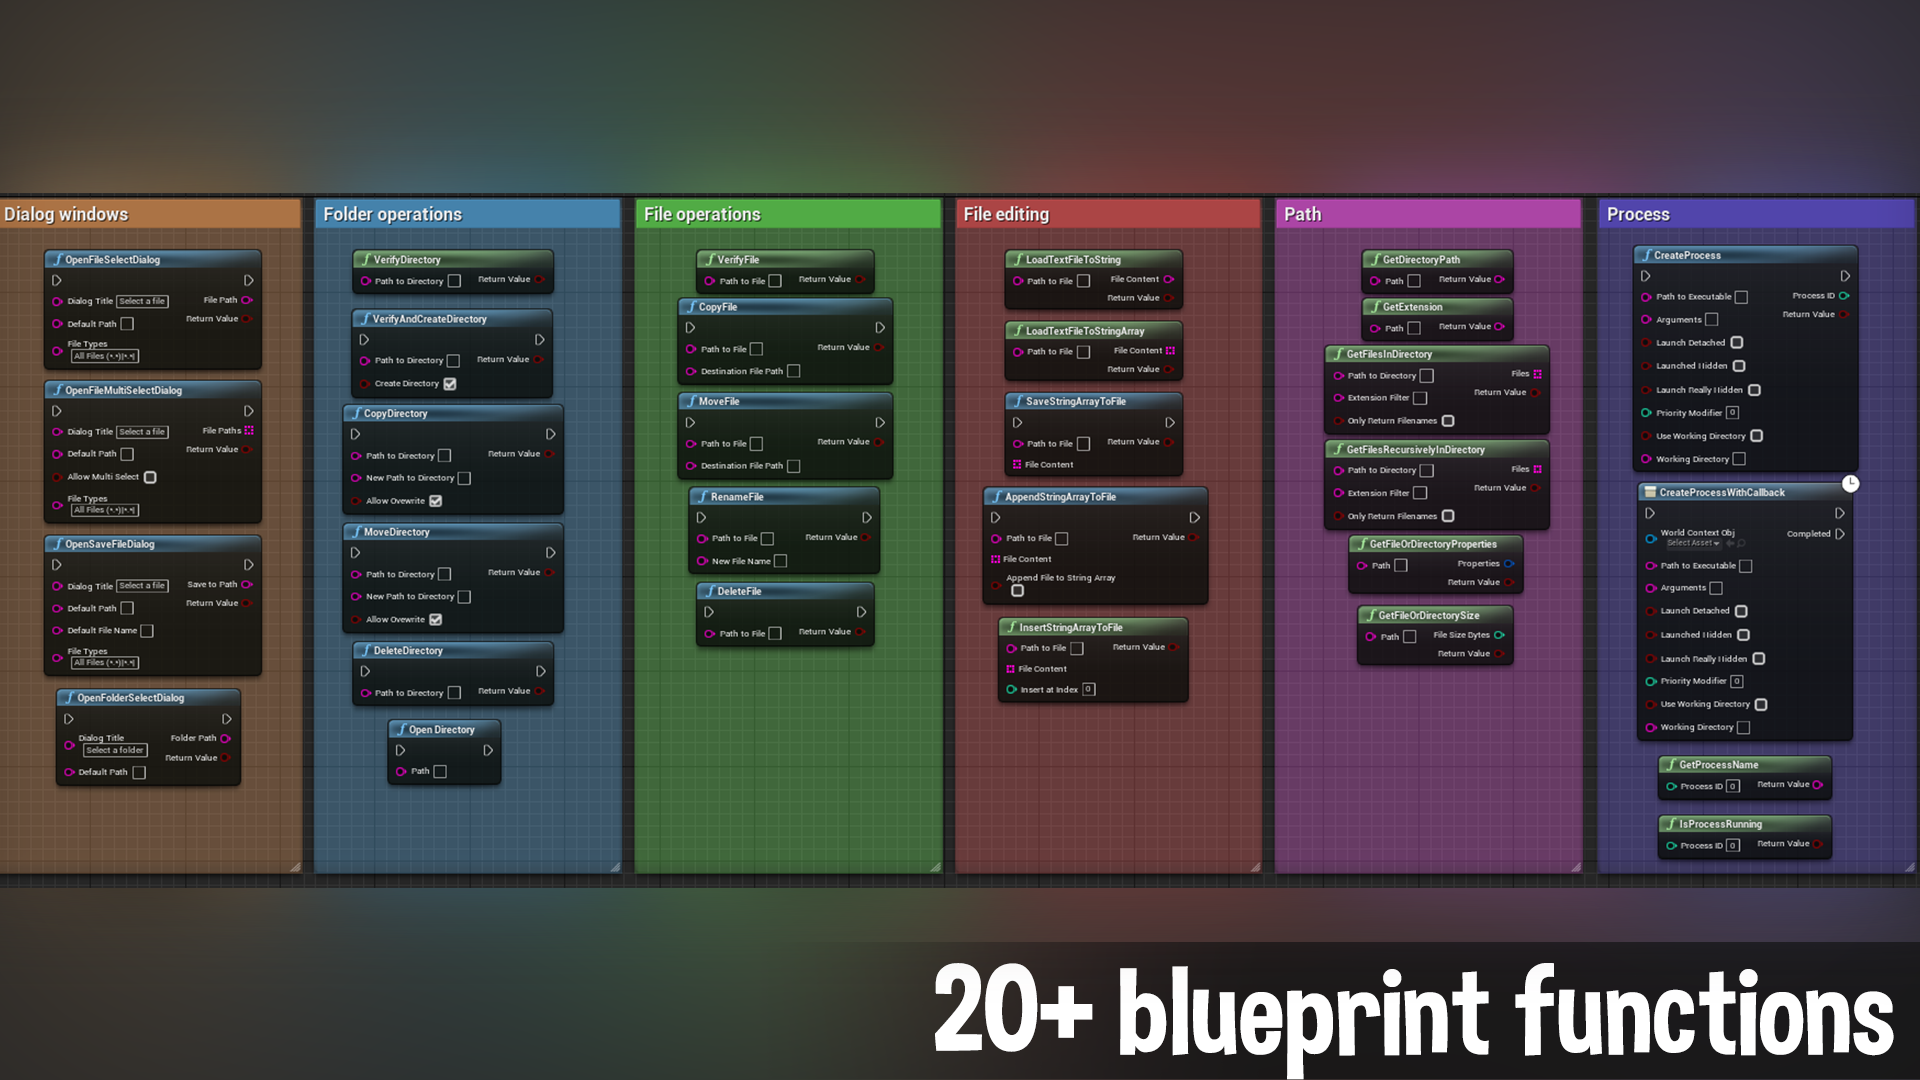 Dialog windows
OpenFileSelectDialog
Dialog Title Select a file File Path
Default Path Return Value
File Types
All Files (*.*)|*.*|
OpenFileMultiSelectDialog
Dialog Title Select a file File Paths
Default Path Return Value
Allow Multi Select
File Types
All Files (*.*)|*.*|
OpenSaveFileDialog
Dialog Title Select a file Save to Path
Default Path Return Value
Default File Name
File Types
All Files (*.*)|*.*|
OpenFolderSelectDialog
Dialog Title Folder Path
Select a folder
Return Value
Default Path
Folder operations
VerifyDirectory
Path to Directory Return Value
VerifyAndCreateDirectory
Path to Directory Return Value
Create Directory
CopyDirectory
Path to Directory Return Value
New Path to Directory
Allow Overwrite
MoveDirectory
Path to Directory Return Value
New Path to Directory
Allow Overwrite
DeleteDirectory
Path to Directory Return Value
Open Directory
Path
File operations
VerifyFile
Path to File Return Value
CopyFile
Path to File Return Value
Destination File Path
MoveFile
Path to File Return Value
Destination File Path
RenameFile
Path to File Return Value
New File Name
DeleteFile
Path to File Return Value
File editing
LoadTextFileToString
Path to File File Content
Return Value
LoadTextFileToStringArray
Path to File File Content
Return Value
SaveStringArrayToFile
Path to File Return Value
File Content
AppendStringArrayToFile
Path to File Return Value
File Content
Append File to String Array
InsertStringArrayToFile
Path to File Return Value
File Content
Insert at Index 0
Path
GetDirectoryPath
Path Return Value
GetExtension
Path Return Value
GetFilesInDirectory
Path to Directory Files
Extension Filter Return Value
Only Return Filenames
GetFilesRecursivelyInDirectory
Path to Directory Files
Extension Filter Return Value
Only Return Filenames
GetFileOrDirectoryProperties
Path Properties
Return Value
GetFileOrDirectorySize
Path File Size Bytes
Return Value
Process
CreateProcess
Path to Executable Process ID
Arguments Return Value
Launch Detached
Launched Hidden
Launch Really Hidden
Priority Modifier 0
Use Working Directory
Working Directory
CreateProcessWithCallback
World Context Obj Completed
Select Asset
Path to Executable
Arguments
Launch Detached
Launched Hidden
Launch Really Hidden
Priority Modifier 0
Use Working Directory
Working Directory
GetProcessName
Process ID 0 Return Value
IsProcessRunning
Process ID 0 Return Value
20+ blueprint functions